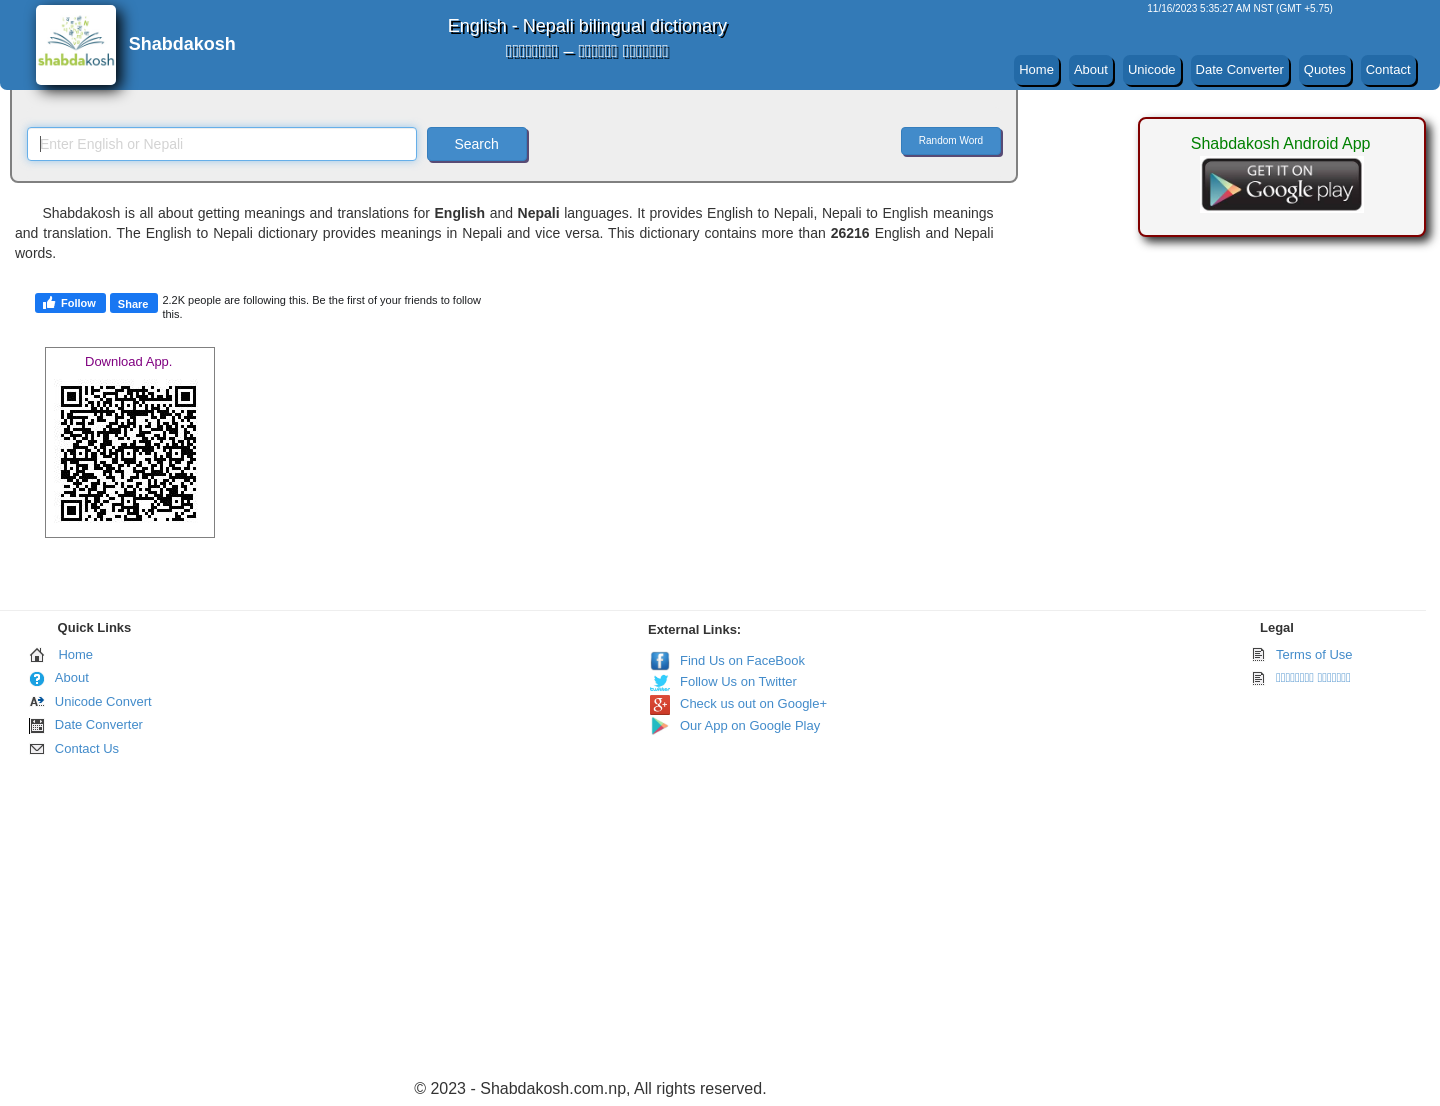 11/16/2023 5:35:27 AM NST (GMT +5.75)
English - Nepali bilingual dictionary
shabdakosh
Shabdakosh
Home
About
Unicode
Date Converter
Quotes
Contact
Enter English or Nepali
Search
Random Word
Shabdakosh Android App
GET IT ON
Google play
Shabdakosh is all about getting meanings and translations for English and Nepali languages. It provides English to Nepali, Nepali to English meanings
and translation. The English to Nepali dictionary provides meanings in Nepali and vice versa. This dictionary contains more than 26216 English and Nepali
words.
Follow
Share
2.2K people are following this. Be the first of your friends to follow
this.
Download App.
Quick Links
Home
About
Unicode Convert
Date Converter
Contact Us
External Links:
Find Us on FaceBook
Follow Us on Twitter
Check us out on Google+
Our App on Google Play
Legal
Terms of Use
© 2023 - Shabdakosh.com.np, All rights reserved.